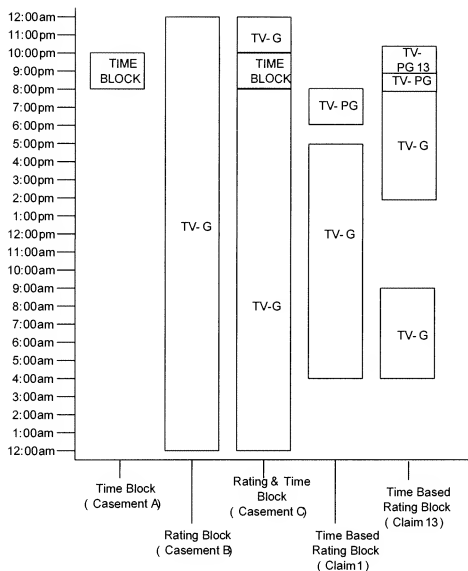 12:00am
11:00pm
10:00pm
9:00pm
8:00pm
7:00pm
6:00pm
5:00pm
4:00pm
3:00pm
2:00pm
1:00pm
12:00pm
11:00am
10:00am
9:00am
8:00am
7:00am
6:00am
5:00am
4:00am
3:00am
2:00am
1:00am
12:00am
TIME
BLOCK
TV- G
TV- G
TIME
BLOCK
TV-G
TV- PG
TV- G
TV-
PG 13
TV- PG
TV- G
TV- G
Time Block
( Casement A)
Rating Block
( Casement B)
Rating & Time
Block
( Casement C)
Time Based
Rating Block
( Claim 1 )
Time Based
Rating Block
( Claim 13 )